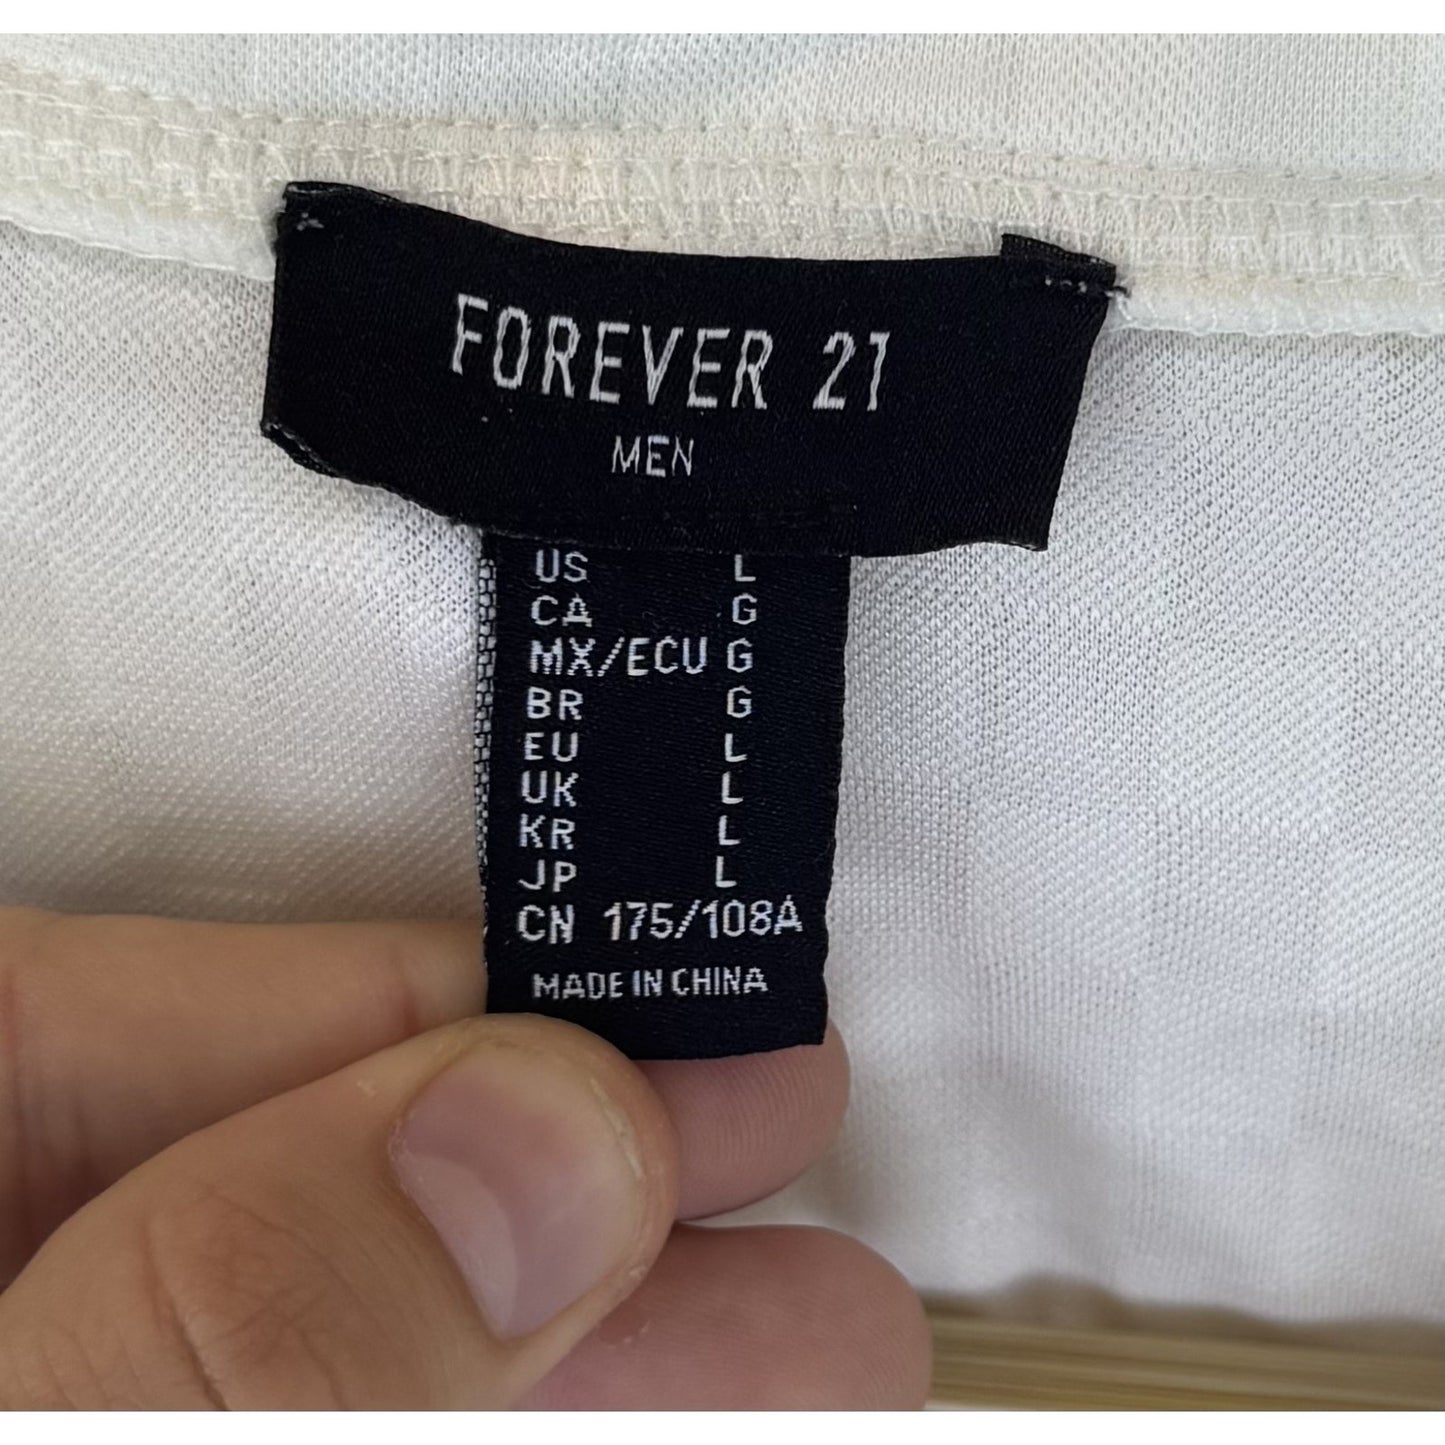 FOREVER 21
MEN
US L
CA G
MX/ECU G
BR G
EU L
UK L
KR L
JP L
CN 175/108A
MADE IN CHINA